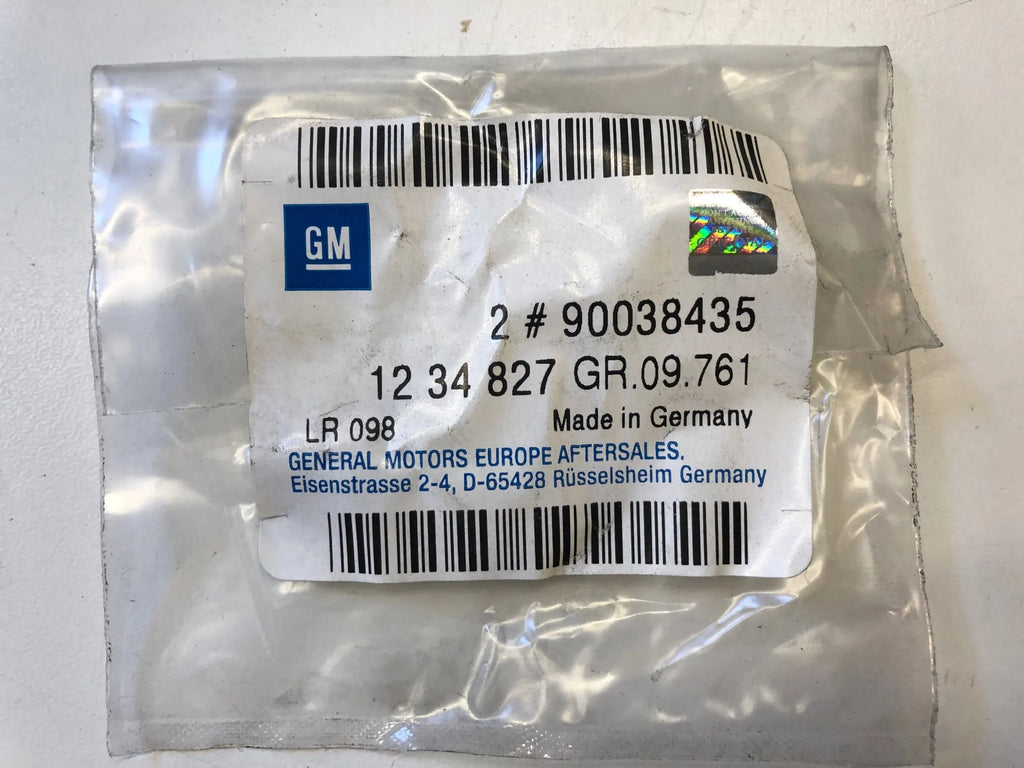 GM
2 # 90038435
12 34 827 GR.09.761
LR 098 Made in Germany
GENERAL MOTORS EUROPE AFTERSALES.
Eisenstrasse 2-4, D-65428 Rüsselsheim Germany